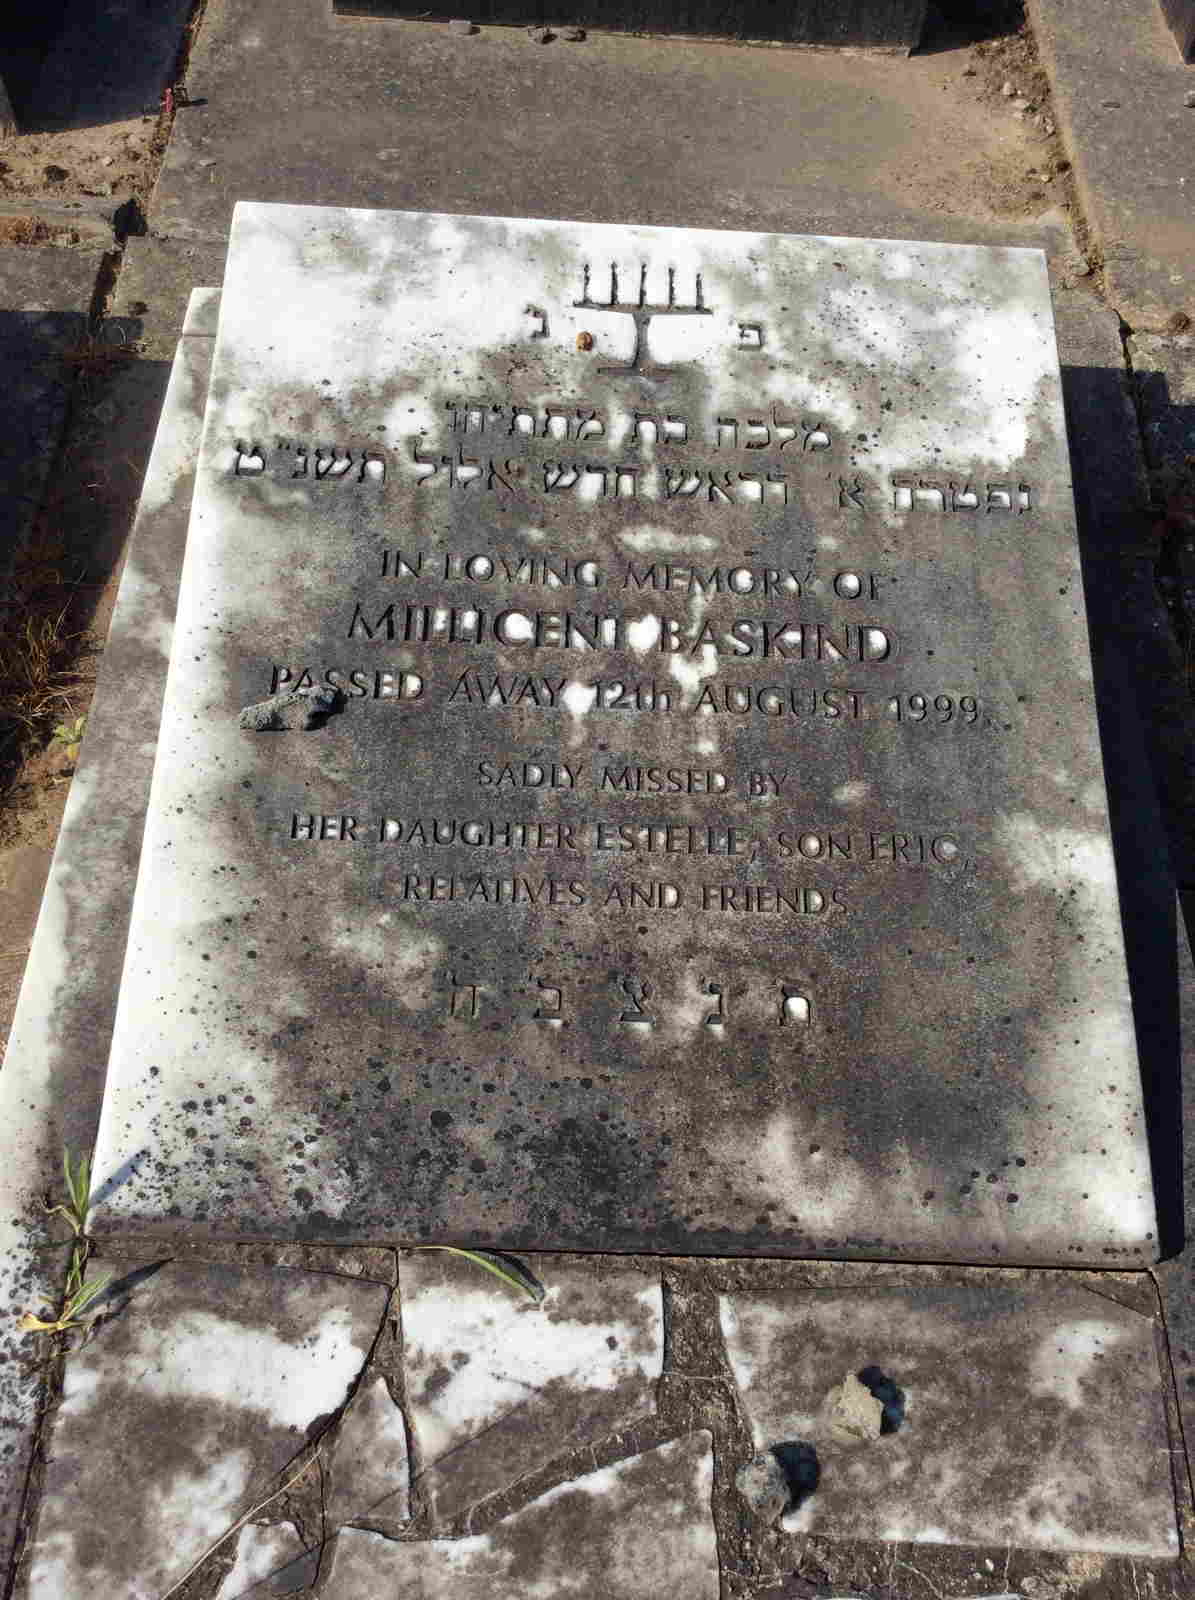 פ נ׳
מלכה בת מתתיהו
נפטרה א׳ דראש חדש אלול תשנ״ט
IN LOVING MEMORY OF
MILLICENT BASKIND
PASSED AWAY 12th AUGUST 1999.
SADLY MISSED BY
HER DAUGHTER ESTELLE, SON ERIC,
RELATIVES AND FRIENDS.
ת נ צ ב ה